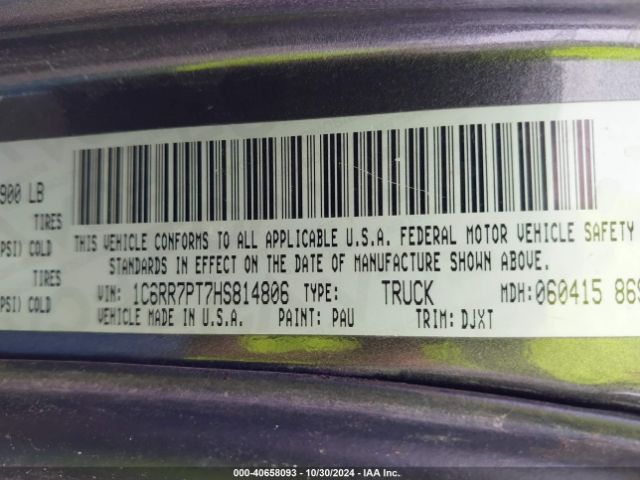 900 LB
TIRES
PSI) COLD
TIRES
PSI) COLD
THIS VEHICLE CONFORMS TO ALL APPLICABLE U.S.A. FEDERAL MOTOR VEHICLE SAFETY
STANDARDS IN EFFECT ON THE DATE OF MANUFACTURE SHOWN ABOVE.
VIN: 1C6RR7PT7HS814806 TYPE: TRUCK MDH:060415 869
VEHICLE MADE IN U.S.A. PAINT: PAU TRIM: DJXT
000-40658093 | 10/30/2024 | IAA Inc.